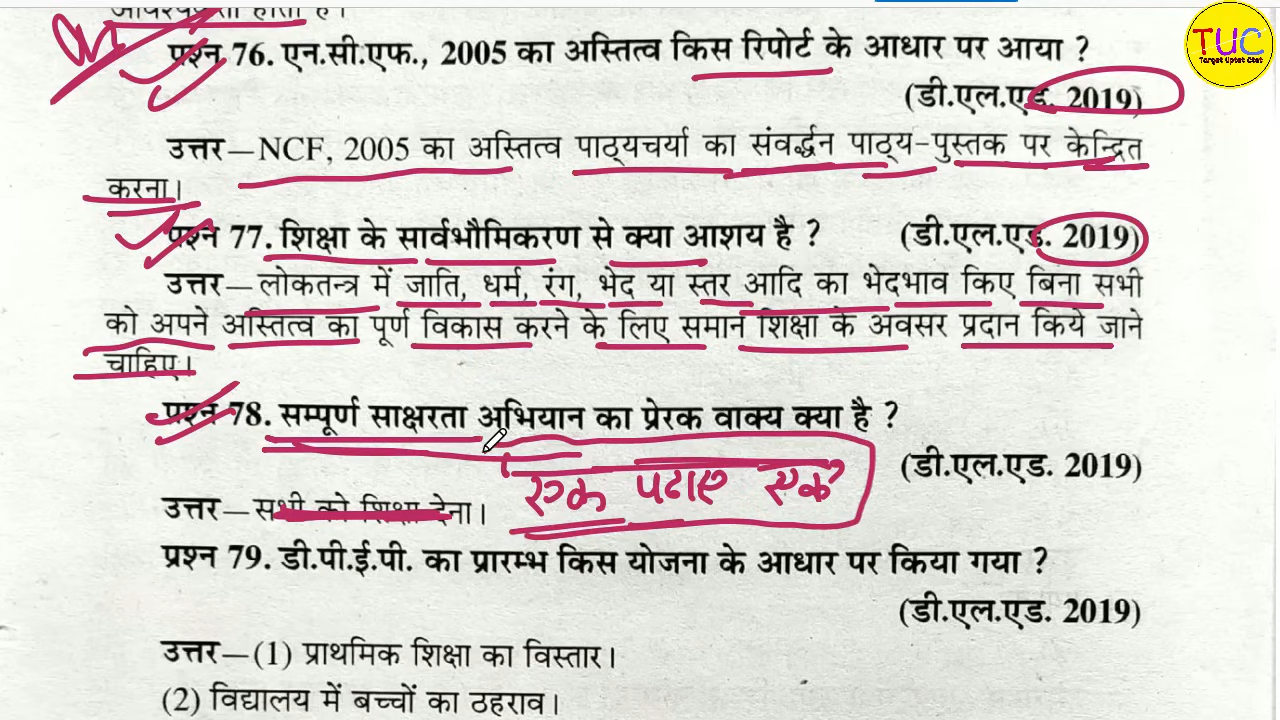 आवश्यकता होती है।
TUC
Target Uptet Ctet
प्रश्न 76. एन.सी.एफ., 2005 का अस्तित्व किस रिपोर्ट के आधार पर आया ?
(डी.एल.एड. 2019)
उत्तर—NCF, 2005 का अस्तित्व पाठ्यचर्या का संवर्द्धन पाठ्य-पुस्तक पर केन्द्रित
करना।
प्रश्न 77. शिक्षा के सार्वभौमिकरण से क्या आशय है ? (डी.एल.एड. 2019)
उत्तर—लोकतन्त्र में जाति, धर्म, रंग, भेद या स्तर आदि का भेदभाव किए बिना सभी
को अपने अस्तित्व का पूर्ण विकास करने के लिए समान शिक्षा के अवसर प्रदान किये जाने
चाहिए।
प्रश्न 78. सम्पूर्ण साक्षरता अभियान का प्रेरक वाक्य क्या है ?
(डी.एल.एड. 2019)
एक पढाए एक
उत्तर—सभी को शिक्षा देना।
प्रश्न 79. डी.पी.ई.पी. का प्रारम्भ किस योजना के आधार पर किया गया ?
(डी.एल.एड. 2019)
उत्तर—(1) प्राथमिक शिक्षा का विस्तार।
(2) विद्यालय में बच्चों का ठहराव।